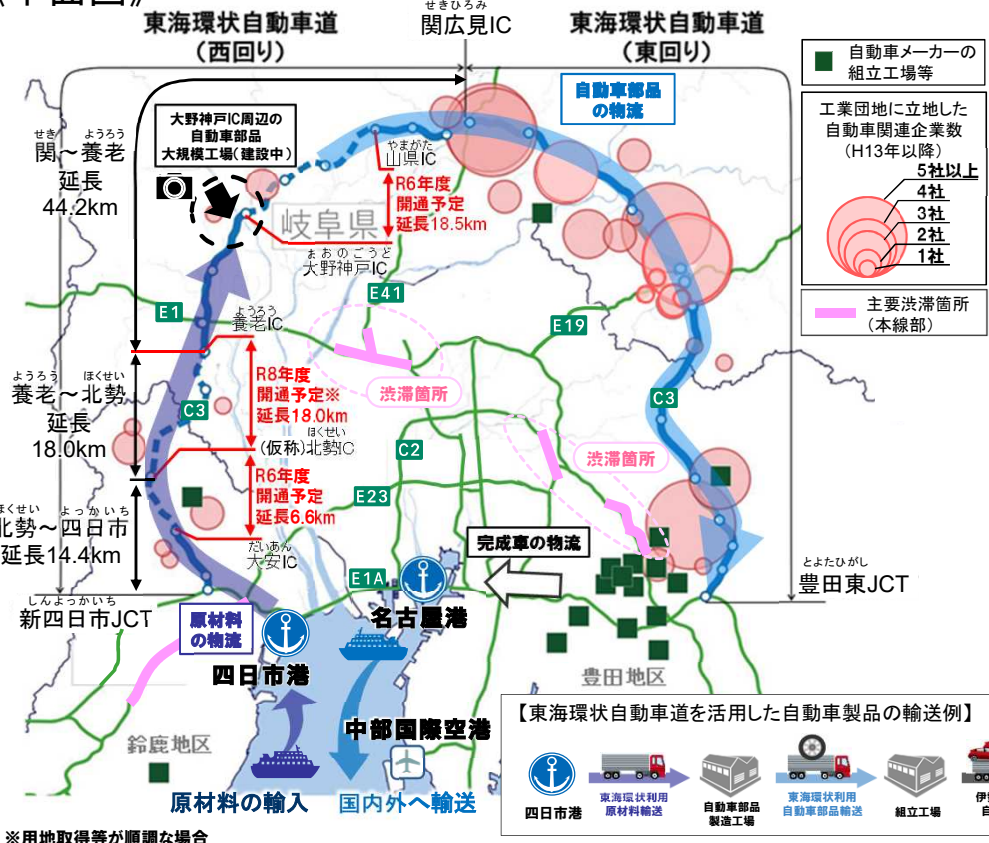 東海環状自動車道
(西回り)
せきひろみ
関広見IC
東海環状自動車道
(東回り)
自動車メーカーの
組立工場等
工業団地に立地した
自動車関連企業数
(H13年以降)
5社以上
4社
3社
2社
1社
主要渋滞箇所
(本線部)
自動車部品
の物流
大野神戸IC周辺の
自動車部品
大規模工場(建設中)
せき ようろう
関~養老
延長
44.2km
やまがた
山県IC
R6年度
開通予定
延長18.5km
岐阜県
まおのごうど
大野神戸IC
E41
E1
ようろう
養老IC
E19
ようろう ほくせい
養老~北勢
延長
18.0km
R8年度
開通予定※
延長18.0km
渋滞箇所
C3
C3
ほくせい
(仮称)北勢IC
C2
渋滞箇所
R6年度
開通予定
延長6.6km
E23
ほくせい よっかいち
北勢~四日市
延長14.4km
だいあん
大安IC
完成車の物流
E1A
とよたひがし
豊田東JCT
しんよっかいち
新四日市JCT
原材料
の物流
名古屋港
四日市港
豊田地区
中部国際空港
鈴鹿地区
原材料の輸入
国内外へ輸送
【東海環状自動車道を活用した自動車製品の輸送例】
四日市港
東海環状利用
原材料輸送
自動車部品
製造工場
東海環状利用
自動車部品輸送
組立工場
※用地取得等が順調な場合